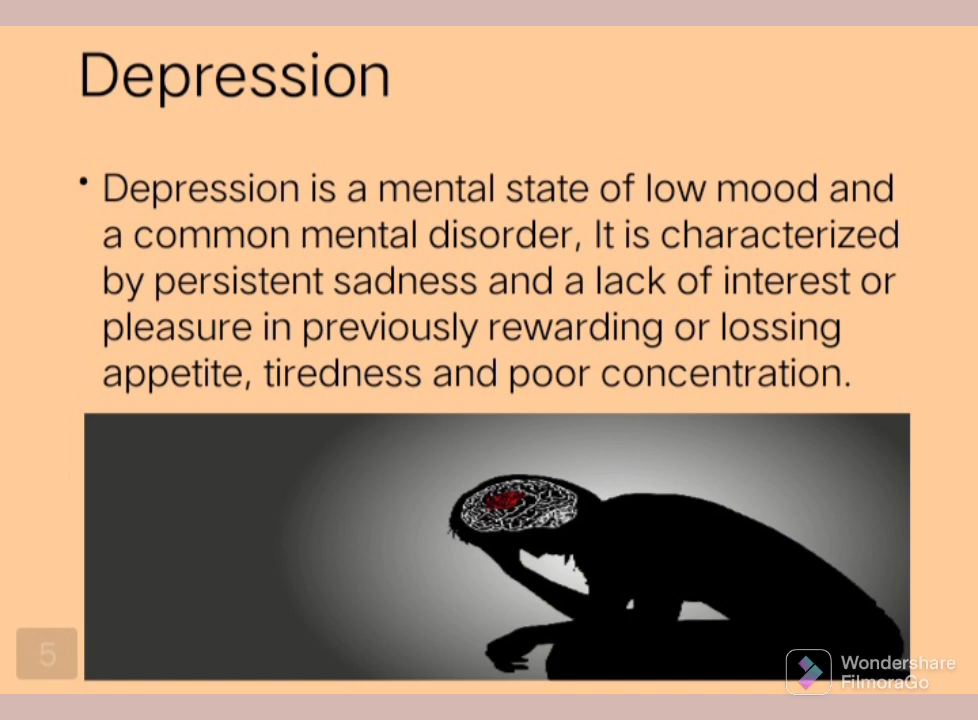 Depression
• Depression is a mental state of low mood and
a common mental disorder, It is characterized
by persistent sadness and a lack of interest or
pleasure in previously rewarding or lossing
appetite, tiredness and poor concentration.
5
Wondershare
FilmoraGo